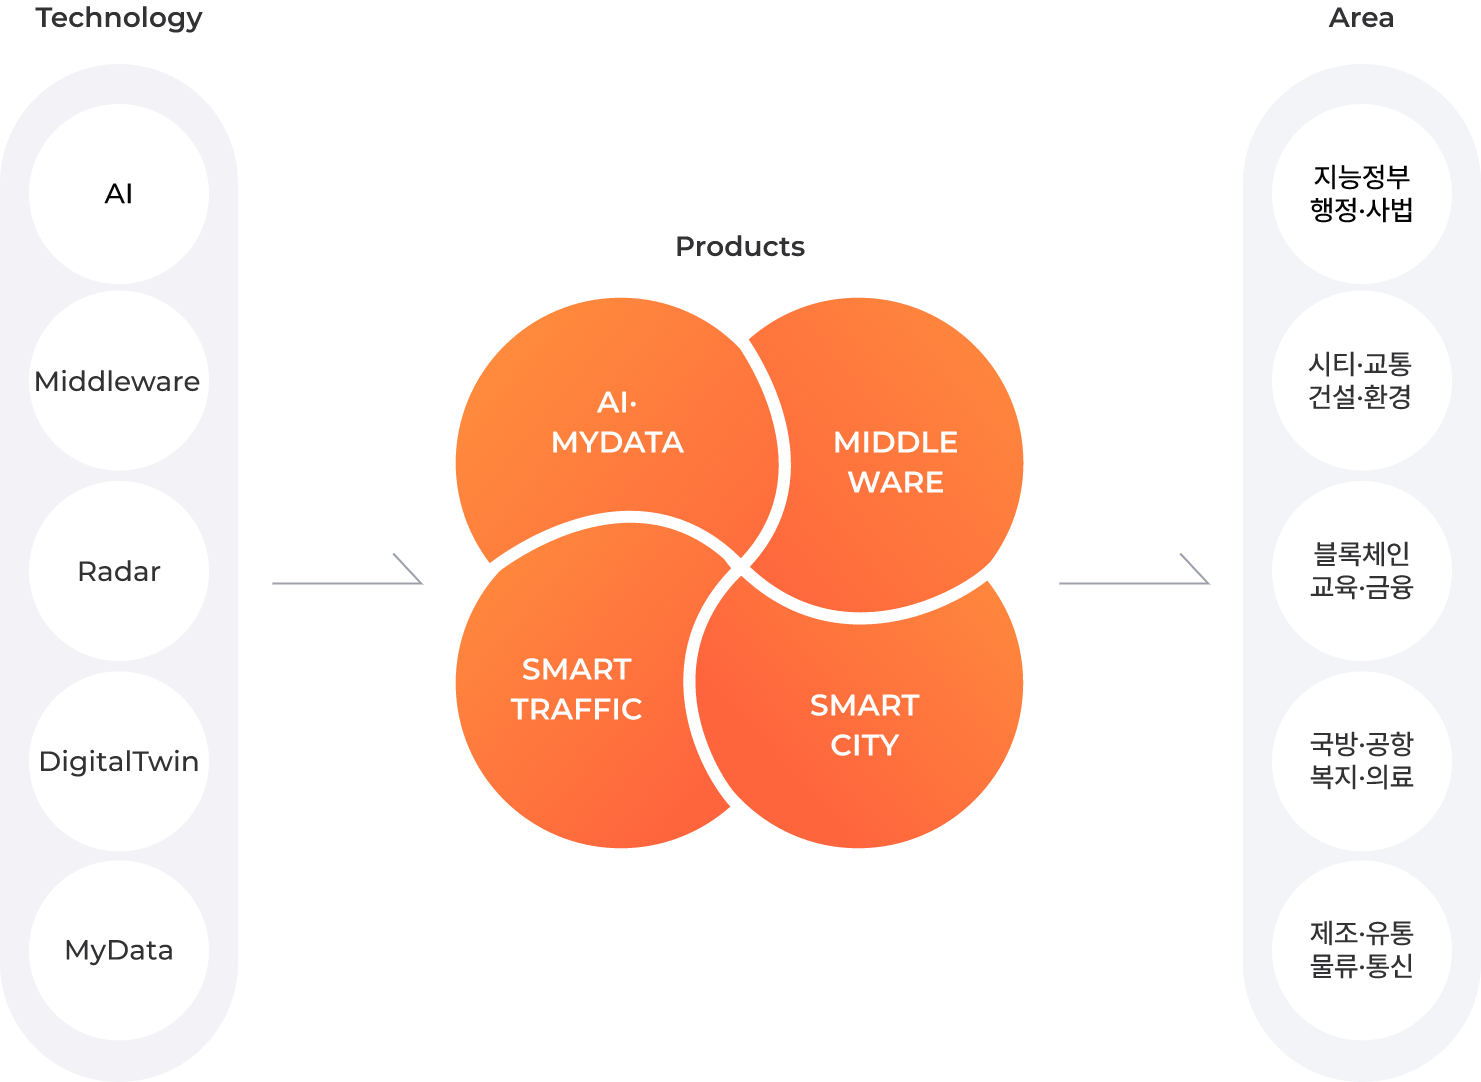 Technology
AI
Middleware
Radar
DigitalTwin
MyData
Products
AI·
MYDATA
MIDDLE
WARE
SMART
TRAFFIC
SMART
CITY
Area
지능정부
행정·사법
시티·교통
건설·환경
블록체인
교육·금융
국방·공항
복지·의료
제조·유통
물류·통신